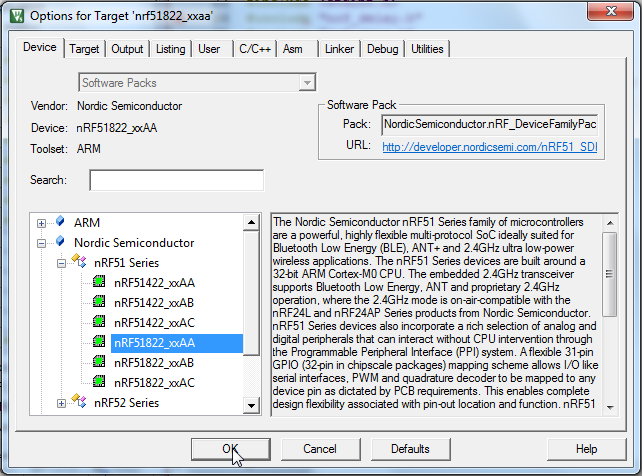 Options for Target 'nrf51822_xxaa'
Device Target Output Listing User C/C++ Asm Linker Debug Utilities
Software Packs
Vendor: Nordic Semiconductor
Device: nRF51822_xxAA
Toolset: ARM
Search:
Software Pack
Pack: NordicSemiconductor.nRF_DeviceFamilyPac
URL: http://developer.nordicsemi.com/nRF51_SDI
ARM
Nordic Semiconductor
nRF51 Series
nRF51422_xxAA
nRF51422_xxAB
nRF51422_xxAC
nRF51822_xxAA
nRF51822_xxAB
nRF51822_xxAC
nRF52 Series
The Nordic Semiconductor nRF51 Series family of microcontrollers
are a powerful, highly flexible multi-protocol SoC ideally suited for
Bluetooth Low Energy (BLE), ANT+ and 2.4GHz ultra low-power
wireless applications. The nRF51 Series devices are built around a
32-bit ARM Cortex-M0 CPU. The embedded 2.4GHz transceiver
supports Bluetooth Low Energy, ANT and proprietary 2.4GHz
operation, where the 2.4GHz mode is on-air-compatible with the
nRF24L and nRF24AP Series products from Nordic Semiconductor.
nRF51 Series devices also incorporate a rich selection of analog and
digital peripherals that can interact without CPU intervention through
the Programmable Peripheral Interface (PPI) system. A flexible 31-pin
GPIO (32-pin in chipscale packages) mapping scheme allows I/O like
serial interfaces, PWM and quadrature decoder to be mapped to any
device pin as dictated by PCB requirements. This enables complete
design flexibility associated with pin-out location and function. nRF51
OK Cancel Defaults Help